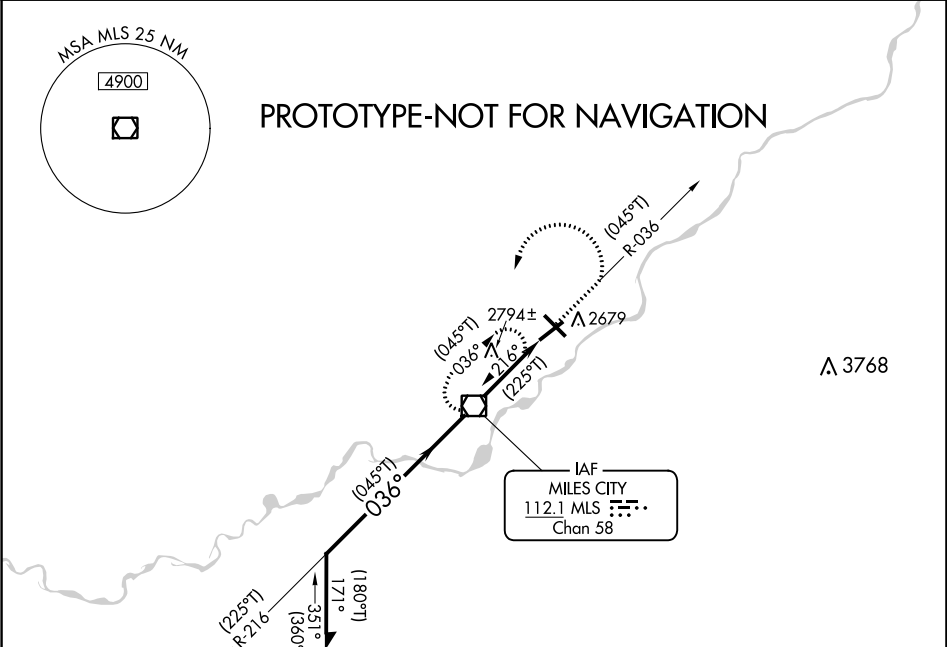 MSA MLS 25 NM
4900
PROTOTYPE-NOT FOR NAVIGATION
(045°T)
R-036
2794±
2679
(045°T)
036°
216°
(225°T)
3768
IAF
MILES CITY
112.1 MLS
Chan 58
(045°T)
036°
(225°T)
R-216
351°
(360°
171°
(180°T)